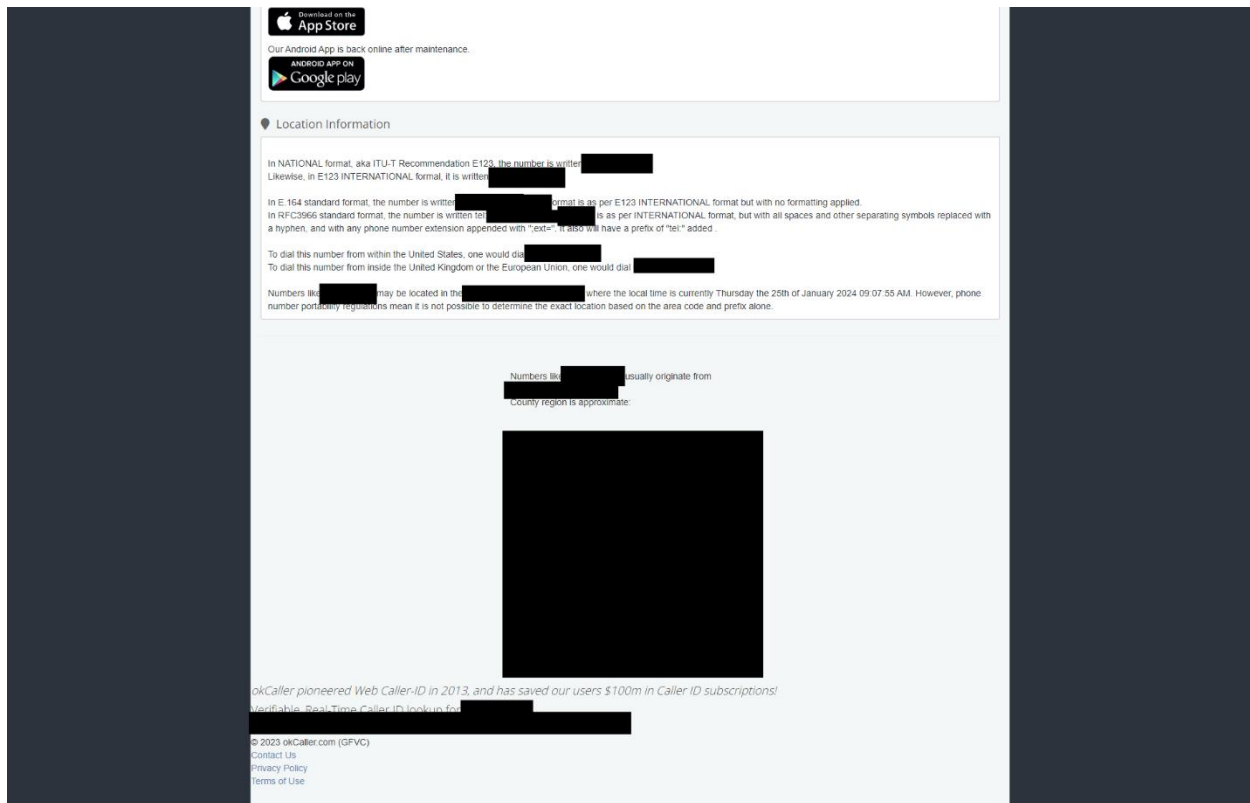 Download on the
App Store
Our Android App is back online after maintenance.
ANDROID APP ON
Google play
Location Information
In NATIONAL format, aka ITU-T Recommendation E123, the number is written
Likewise, in E123 INTERNATIONAL format, it is written
In E.164 standard format, the number is written format is as per E123 INTERNATIONAL format but with no formatting applied.
In RFC3966 standard format, the number is written tel: is as per INTERNATIONAL format, but with all spaces and other separating symbols replaced with
a hyphen, and with any phone number extension appended with ";ext=". It also will have a prefix of "tel:" added .
To dial this number from within the United States, one would dial
To dial this number from inside the United Kingdom or the European Union, one would dial
Numbers like may be located in the where the local time is currently Thursday the 25th of January 2024 09:07:55 AM. However, phone
number portability regulations mean it is not possible to determine the exact location based on the area code and prefix alone.
Numbers like usually originate from
County region is approximate:
okCaller pioneered Web Caller-ID in 2013, and has saved our users $100m in Caller ID subscriptions!
Verifiable, Real-Time Caller ID lookup for
© 2023 okCaller.com (GFVC)
Contact Us
Privacy Policy
Terms of Use